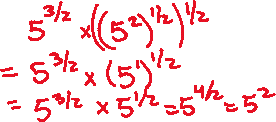 5^{3/2} × ((5^2)^{1/2})^{1/2}
= 5^{3/2} × (5^1)^{1/2}
= 5^{3/2} × 5^{1/2} = 5^{4/2} = 5^2